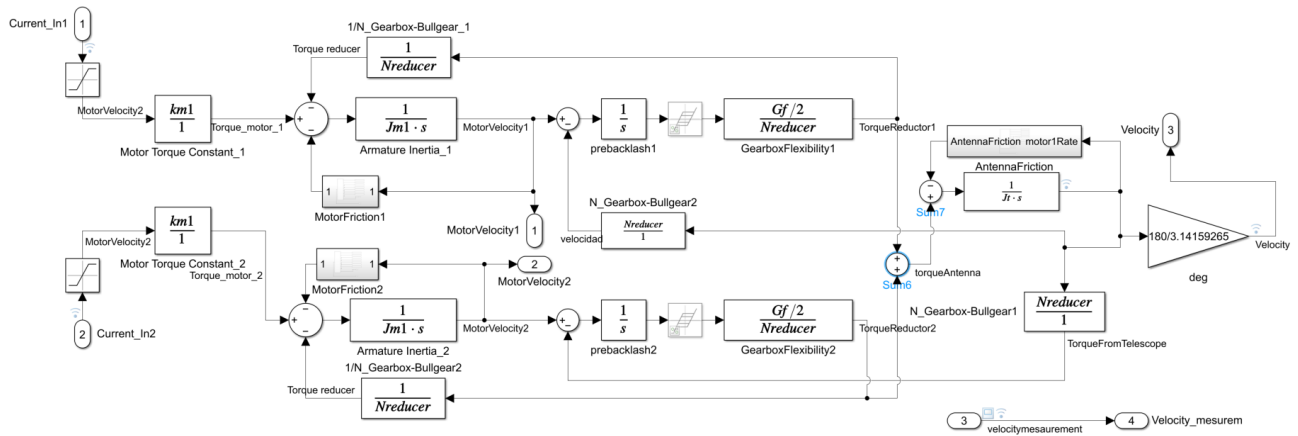 Current_In1
1
MotorVelocity2
km1
1
Torque_motor_1
Motor Torque Constant_1
1/N_Gearbox-Bullgear_1
Torque reducer
1
Nreducer
1
Jm1 · s
MotorVelocity1
Armature Inertia_1
1
1
MotorFriction1
MotorVelocity1
1
1
s
prebacklash1
Gf /2
Nreducer
TorqueReductor1
GearboxFlexibility1
N_Gearbox-Bullgear2
velocidad
Nreducer
1
Velocity
3
AntennaFriction motor1Rate
AntennaFriction
1
Jt · s
Sum7
180/3.14159265
Velocity
deg
km1
1
MotorVelocity2
Motor Torque Constant_2
Torque_motor_2
2
Current_In2
1
1
MotorFriction2
2
MotorVelocity2
1
Jm1 · s
MotorVelocity2
Armature Inertia_2
1/N_Gearbox-Bullgear2
Torque reducer
1
Nreducer
1
s
prebacklash2
Gf /2
Nreducer
TorqueReductor2
GearboxFlexibility2
torqueAntenna
Sum6
N_Gearbox-Bullgear1
Nreducer
1
TorqueFromTelescope
3
velocitymesaurement
4
Velocity_mesurem